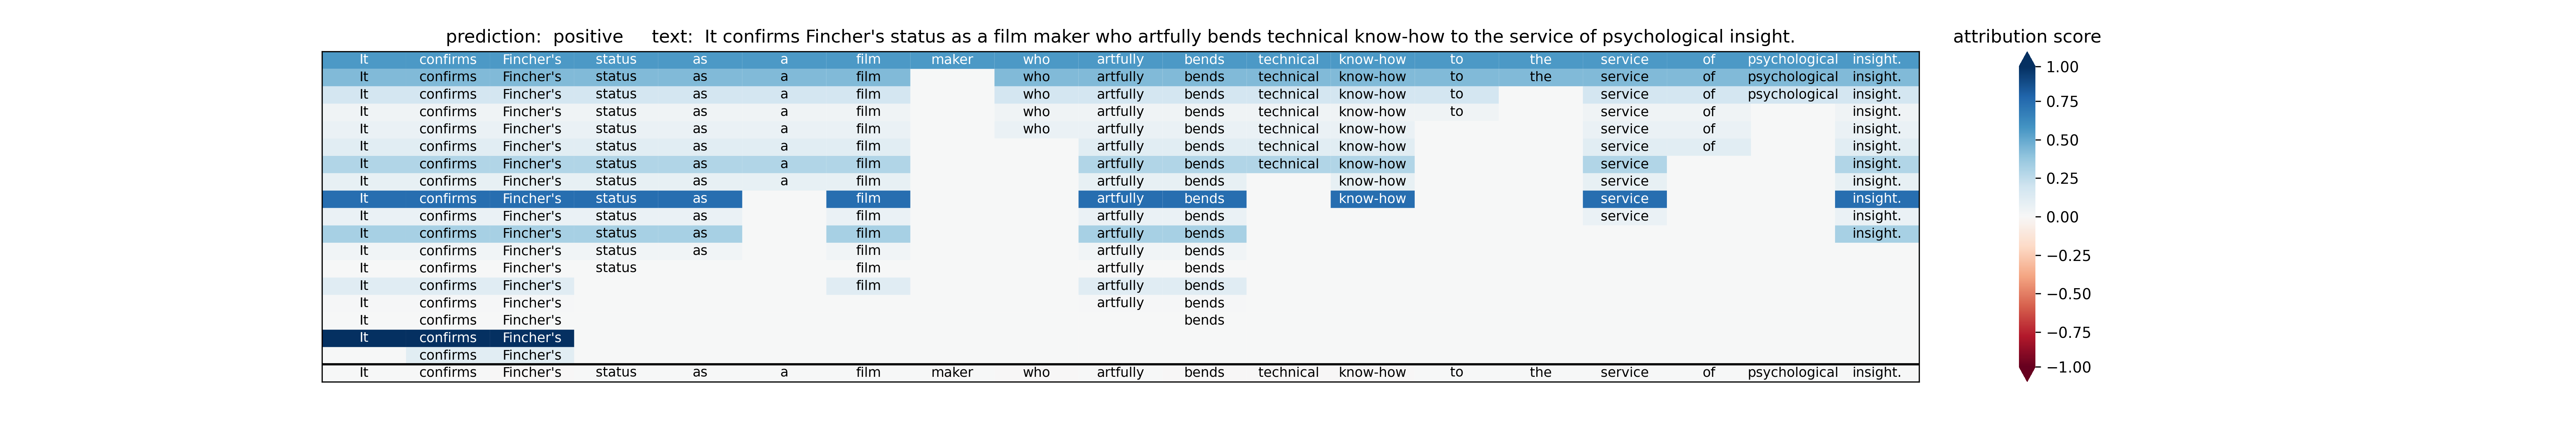 prediction: positive text: It confirms Fincher's status as a film maker who artfully bends technical know-how to the service of psychological insight.
attribution score
It confirms Fincher's status as a film maker who artfully bends technical know-how to the service of psychological insight.
It confirms Fincher's status as a film who artfully bends technical know-how to the service of psychological insight.
It confirms Fincher's status as a film who artfully bends technical know-how to service of psychological insight.
It confirms Fincher's status as a film who artfully bends technical know-how to service of insight.
It confirms Fincher's status as a film who artfully bends technical know-how service of insight.
It confirms Fincher's status as a film artfully bends technical know-how service of insight.
It confirms Fincher's status as a film artfully bends technical know-how service insight.
It confirms Fincher's status as a film artfully bends know-how service insight.
It confirms Fincher's status as film artfully bends know-how service insight.
It confirms Fincher's status as film artfully bends service insight.
It confirms Fincher's status as film artfully bends insight.
It confirms Fincher's status as film artfully bends
It confirms Fincher's status film artfully bends
It confirms Fincher's film artfully bends
It confirms Fincher's artfully bends
It confirms Fincher's bends
It confirms Fincher's
confirms Fincher's
It confirms Fincher's status as a film maker who artfully bends technical know-how to the service of psychological insight.
1.00
0.75
0.50
0.25
0.00
−0.25
−0.50
−0.75
−1.00